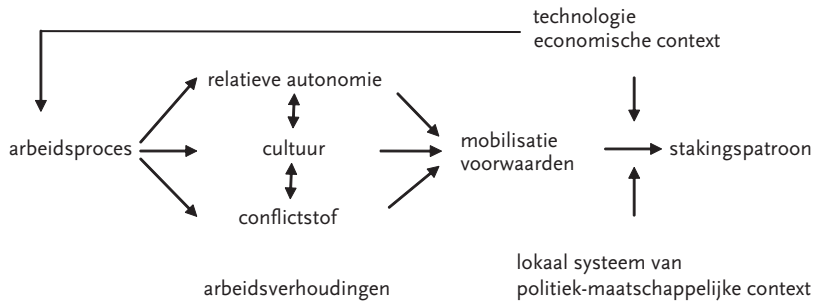 technologie
economische context
relatieve autonomie
arbeidsproces
cultuur
mobilisatie
voorwaarden
stakingspatroon
conflictstof
arbeidsverhoudingen
lokaal systeem van
politiek-maatschappelijke context